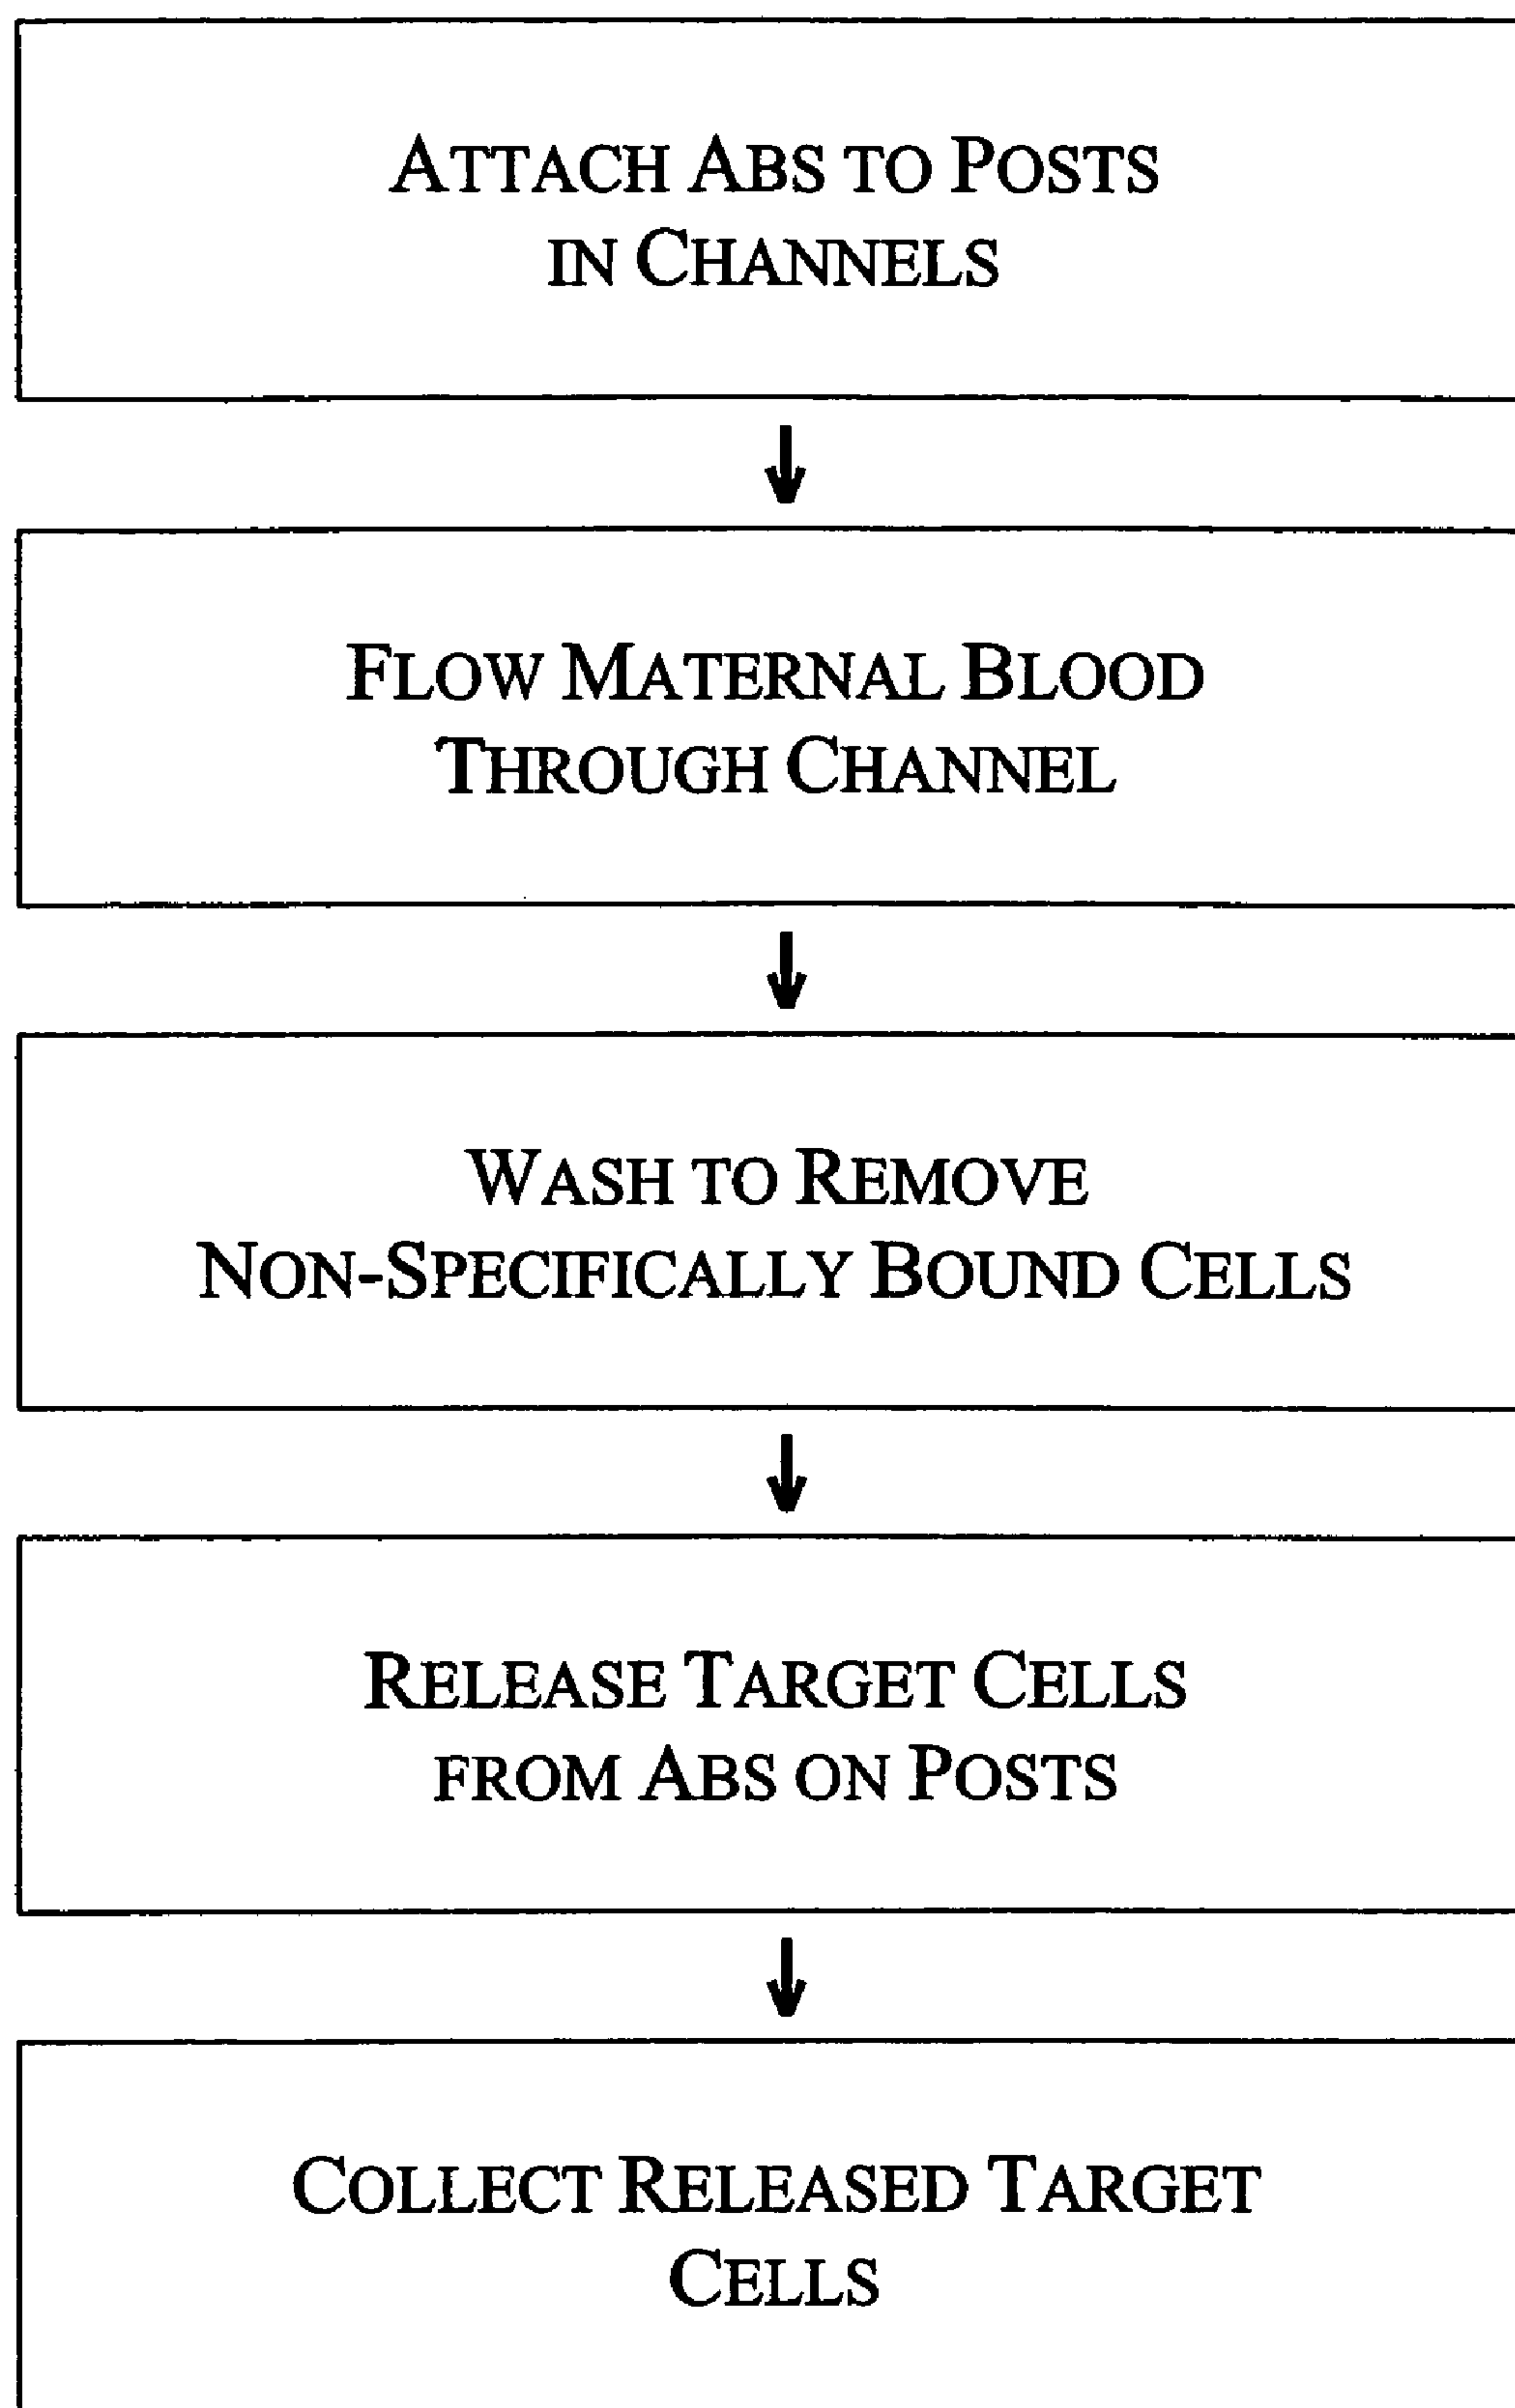 ATTACH ABS TO POSTS
IN CHANNELS
FLOW MATERNAL BLOOD
THROUGH CHANNEL
WASH TO REMOVE
NON-SPECIFICALLY BOUND CELLS
RELEASE TARGET CELLS
FROM ABS ON POSTS
COLLECT RELEASED TARGET
CELLS